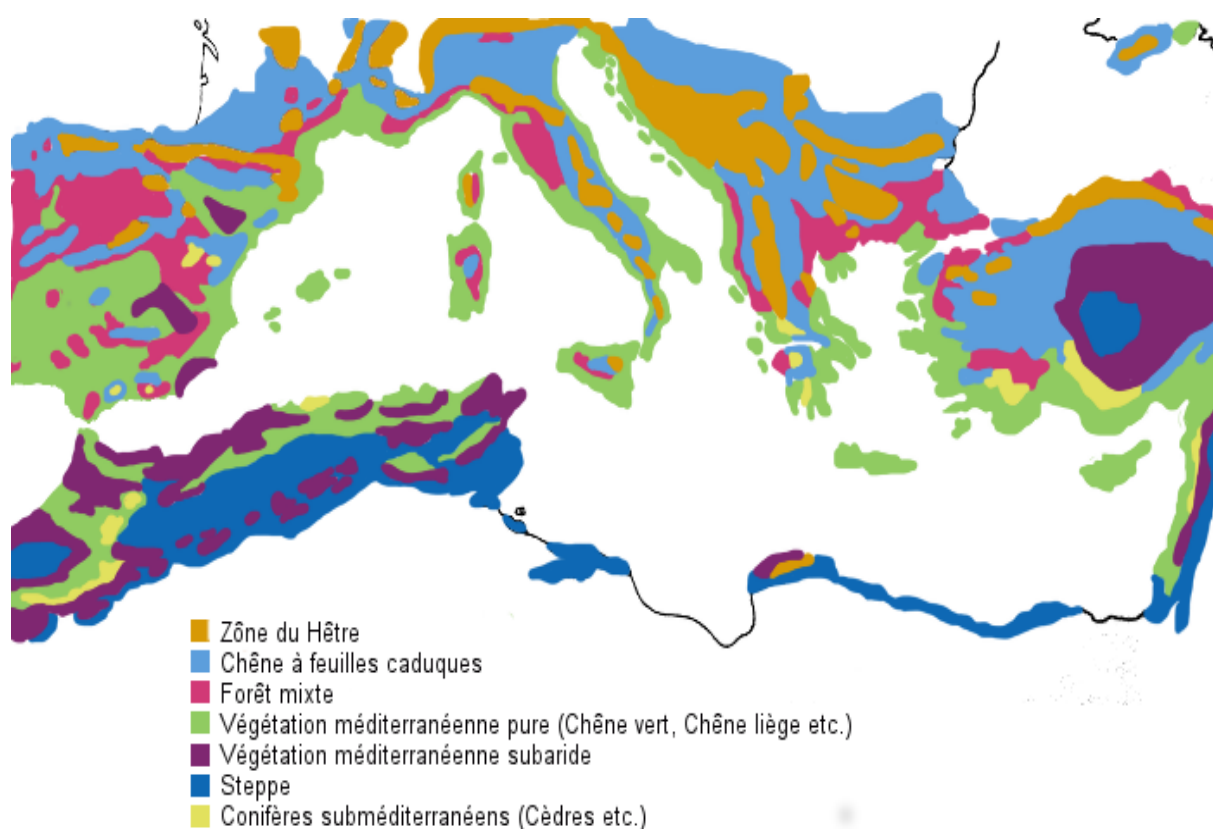 Zône du Hêtre
Chêne à feuilles caduques
Forêt mixte
Végétation méditerranéenne pure (Chêne vert, Chêne liège etc.)
Végétation méditerranéenne subaride
Steppe
Conifères subméditerranéens (Cèdres etc.)